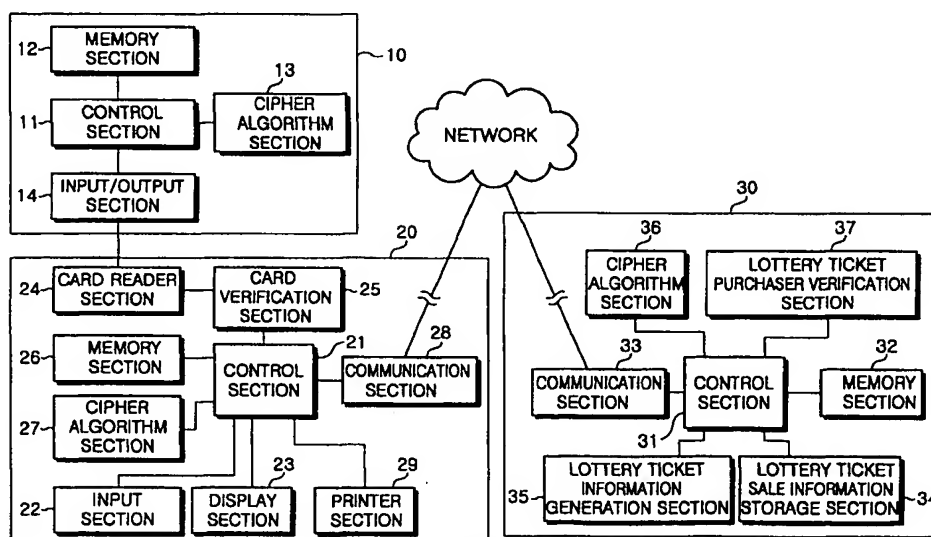 12
MEMORY
SECTION
10
13
11
CONTROL
SECTION
CIPHER
ALGORITHM
SECTION
14
INPUT/OUTPUT
SECTION
NETWORK
20
24
CARD READER
SECTION
CARD
VERIFICATION
SECTION
25
26
MEMORY
SECTION
21
CONTROL
SECTION
28
COMMUNICATION
SECTION
27
CIPHER
ALGORITHM
SECTION
22
INPUT
SECTION
23
DISPLAY
SECTION
29
PRINTER
SECTION
30
36
CIPHER
ALGORITHM
SECTION
37
LOTTERY TICKET
PURCHASER VERIFICATION
SECTION
33
COMMUNICATION
SECTION
31
CONTROL
SECTION
32
MEMORY
SECTION
35
LOTTERY TICKET
INFORMATION
GENERATION SECTION
LOTTERY TICKET
SALE INFORMATION
STORAGE SECTION
34